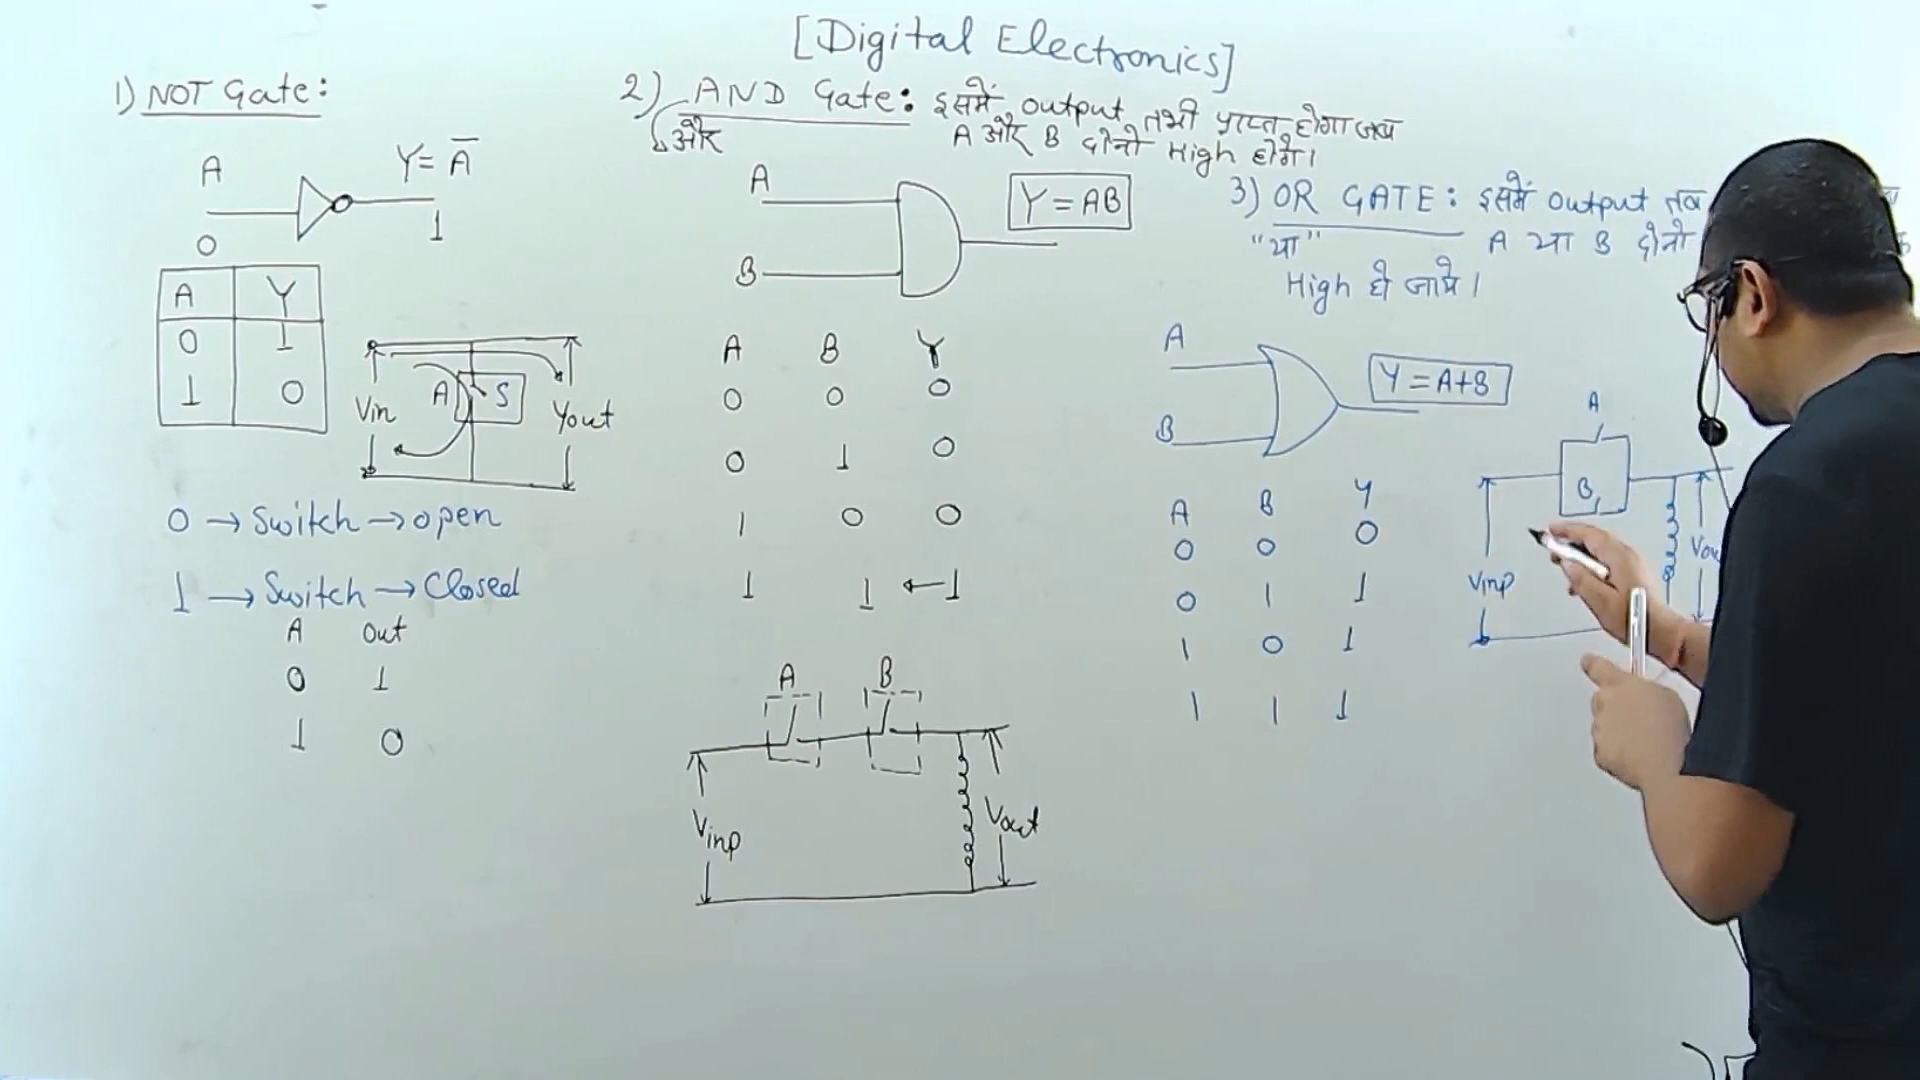 [Digital Electronics]
1) NOT Gate:
A
Y = A̅
0
1
A Y
0 1
1 0
Vin
A
S
Yout
0 → Switch → open
1 → Switch → Closed
A Out
0 1
1 0
2) AND Gate: इसमें output तभी प्राप्त होगा जब
और
A और B दोनो High होगे।
A
B
Y = AB
A B Y
0 0 0
0 1 0
1 0 0
1 1 ← 1
A
B
Vinp
Vout
3) OR GATE: इसमें output तब
"या"
A या B दोनो
High हो जाये।
A
B
Y = A+B
A B Y
0 0 0
0 1 1
1 0 1
1 1 1
A
B
Vinp